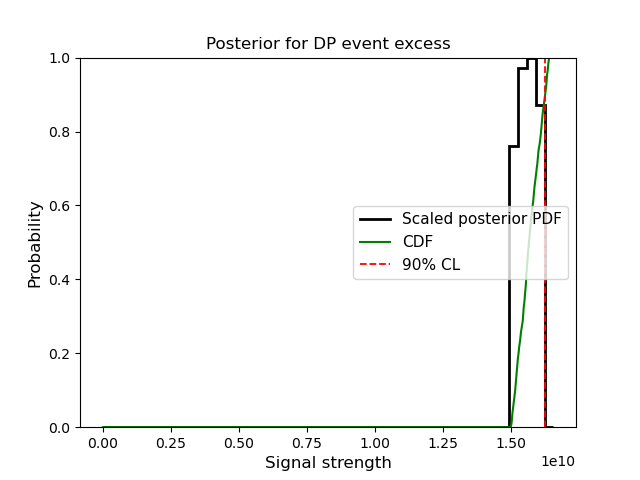 Posterior for DP event excess
Probability
1.0
0.8
0.6
0.4
0.2
0.0
Scaled posterior PDF
CDF
90% CL
0.00 0.25 0.50 0.75 1.00 1.25 1.50
1e10
Signal strength